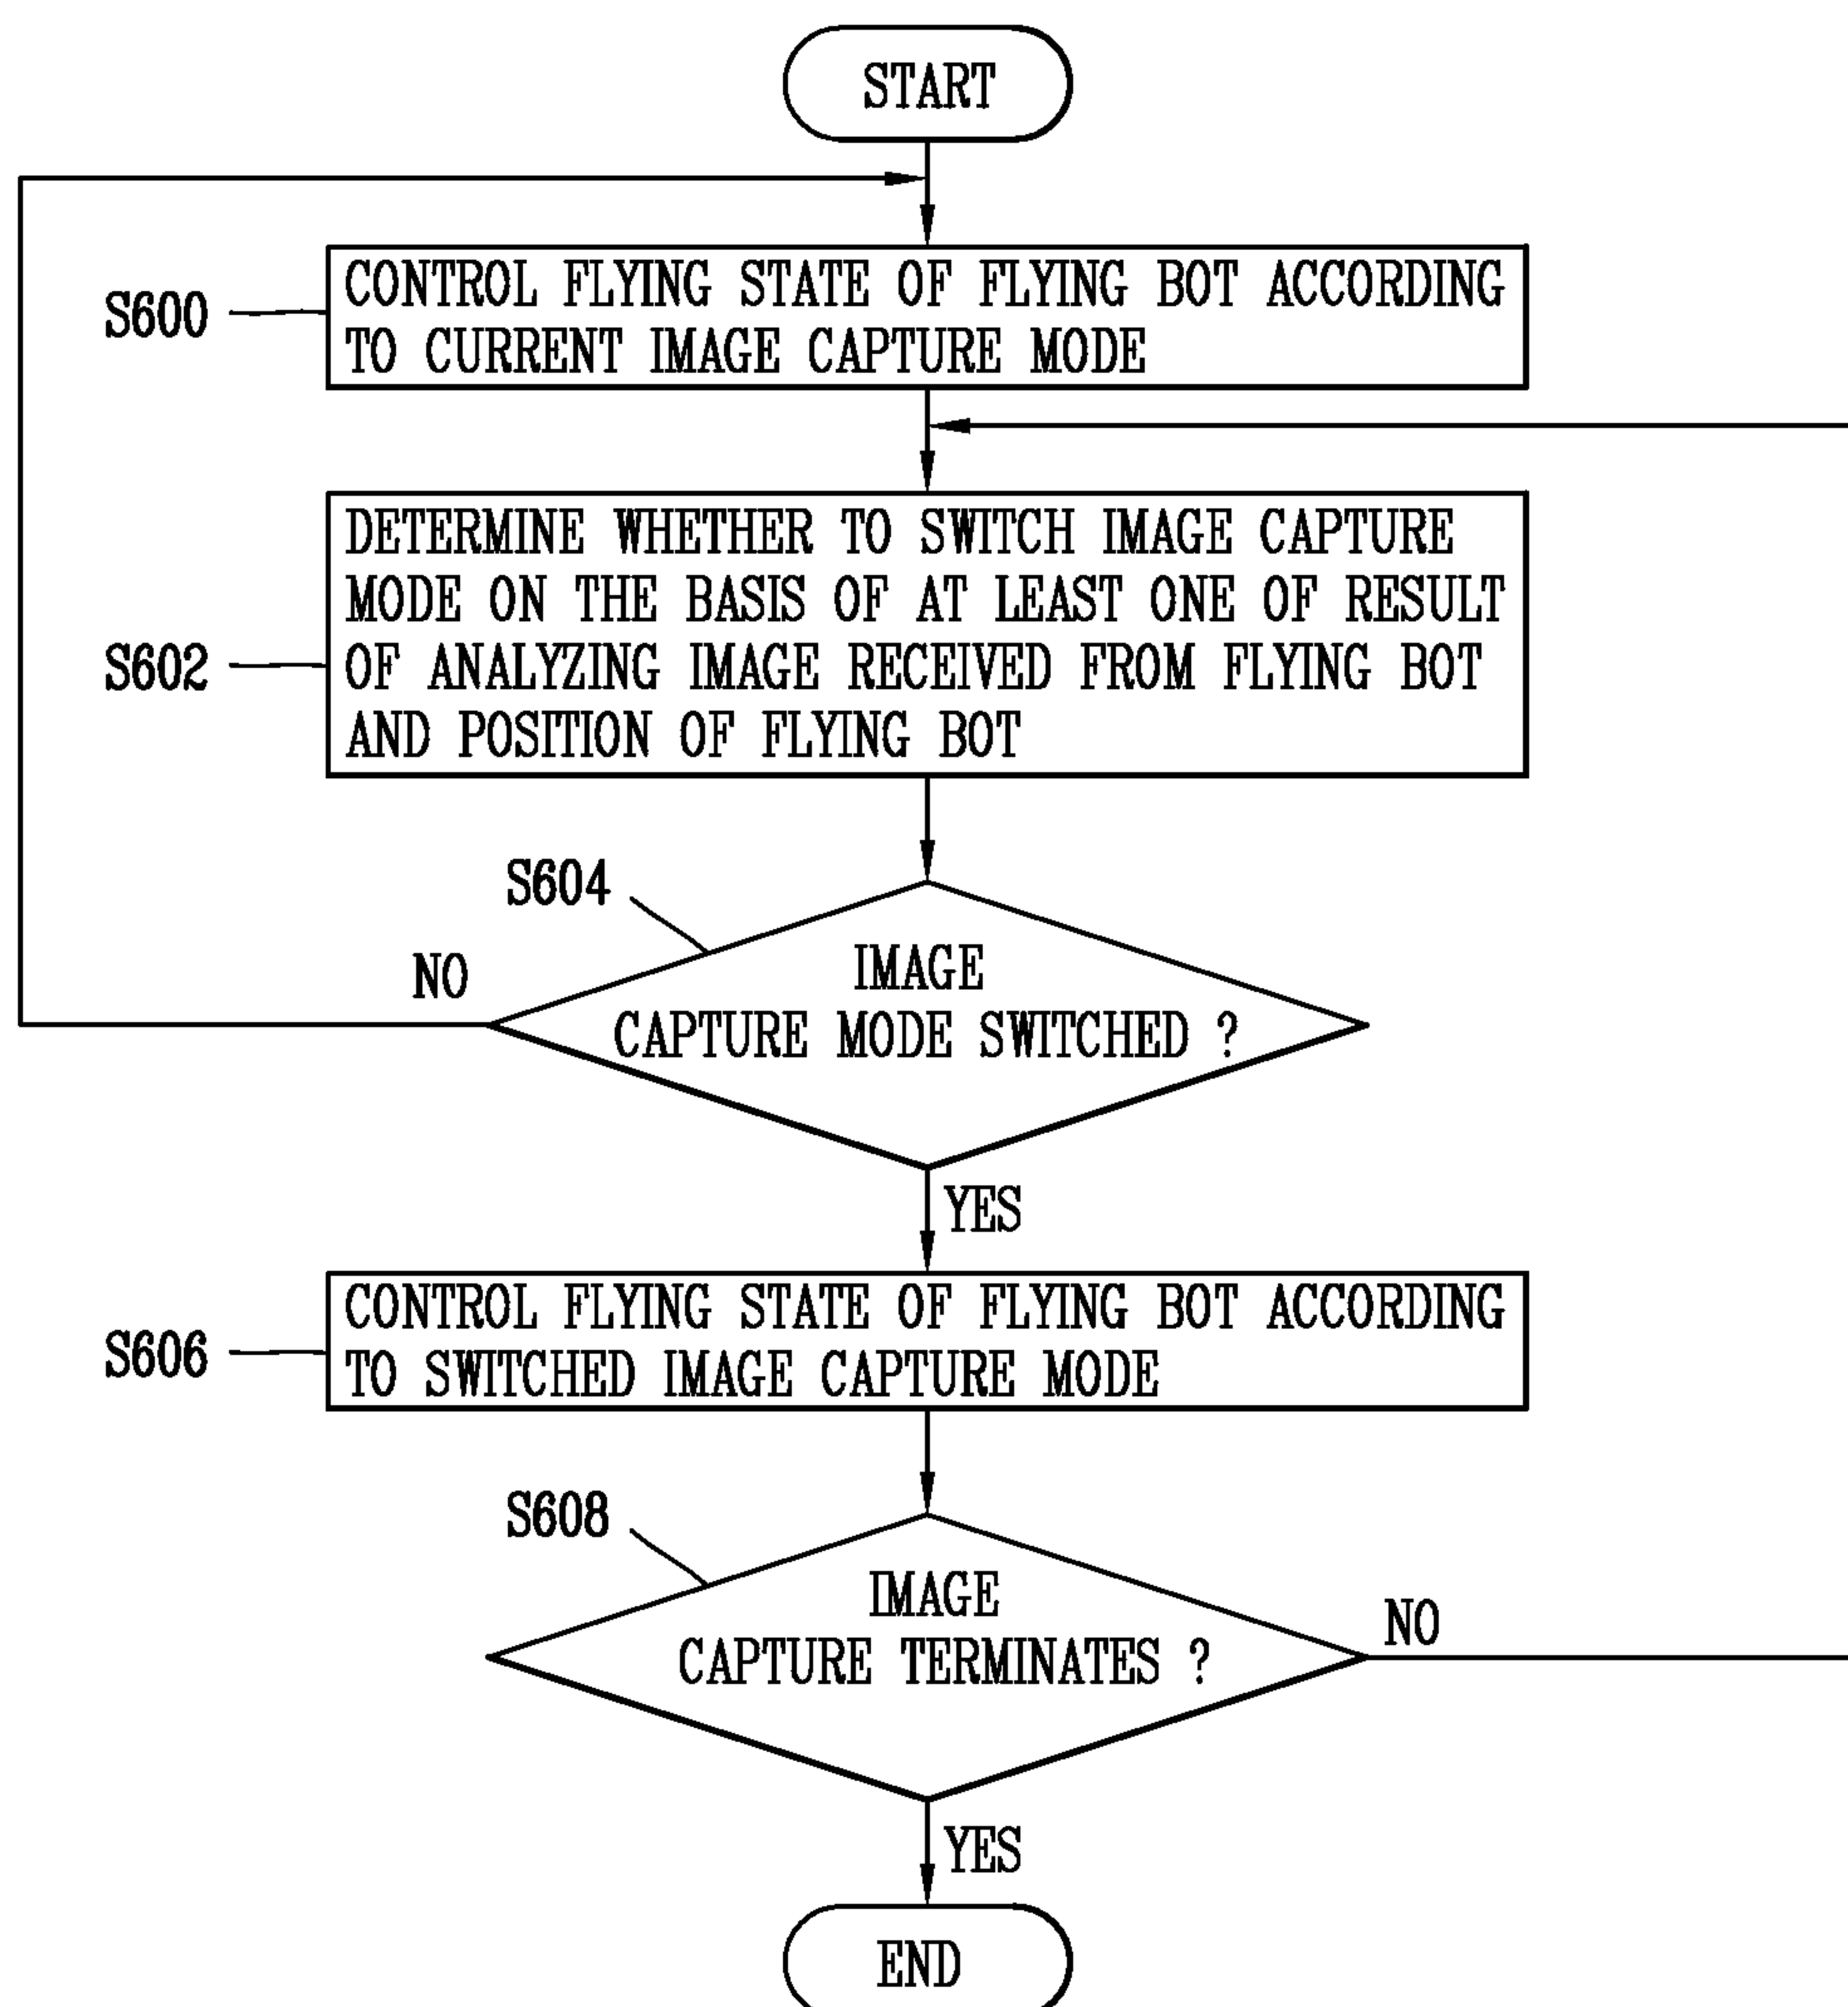 START
S600
CONTROL FLYING STATE OF FLYING BOT ACCORDING
TO CURRENT IMAGE CAPTURE MODE
S602
DETERMINE WHETHER TO SWITCH IMAGE CAPTURE
MODE ON THE BASIS OF AT LEAST ONE OF RESULT
OF ANALYZING IMAGE RECEIVED FROM FLYING BOT
AND POSITION OF FLYING BOT
S604
NO
IMAGE
CAPTURE MODE SWITCHED ?
YES
S606
CONTROL FLYING STATE OF FLYING BOT ACCORDING
TO SWITCHED IMAGE CAPTURE MODE
S608
IMAGE
CAPTURE TERMINATES ?
NO
YES
END